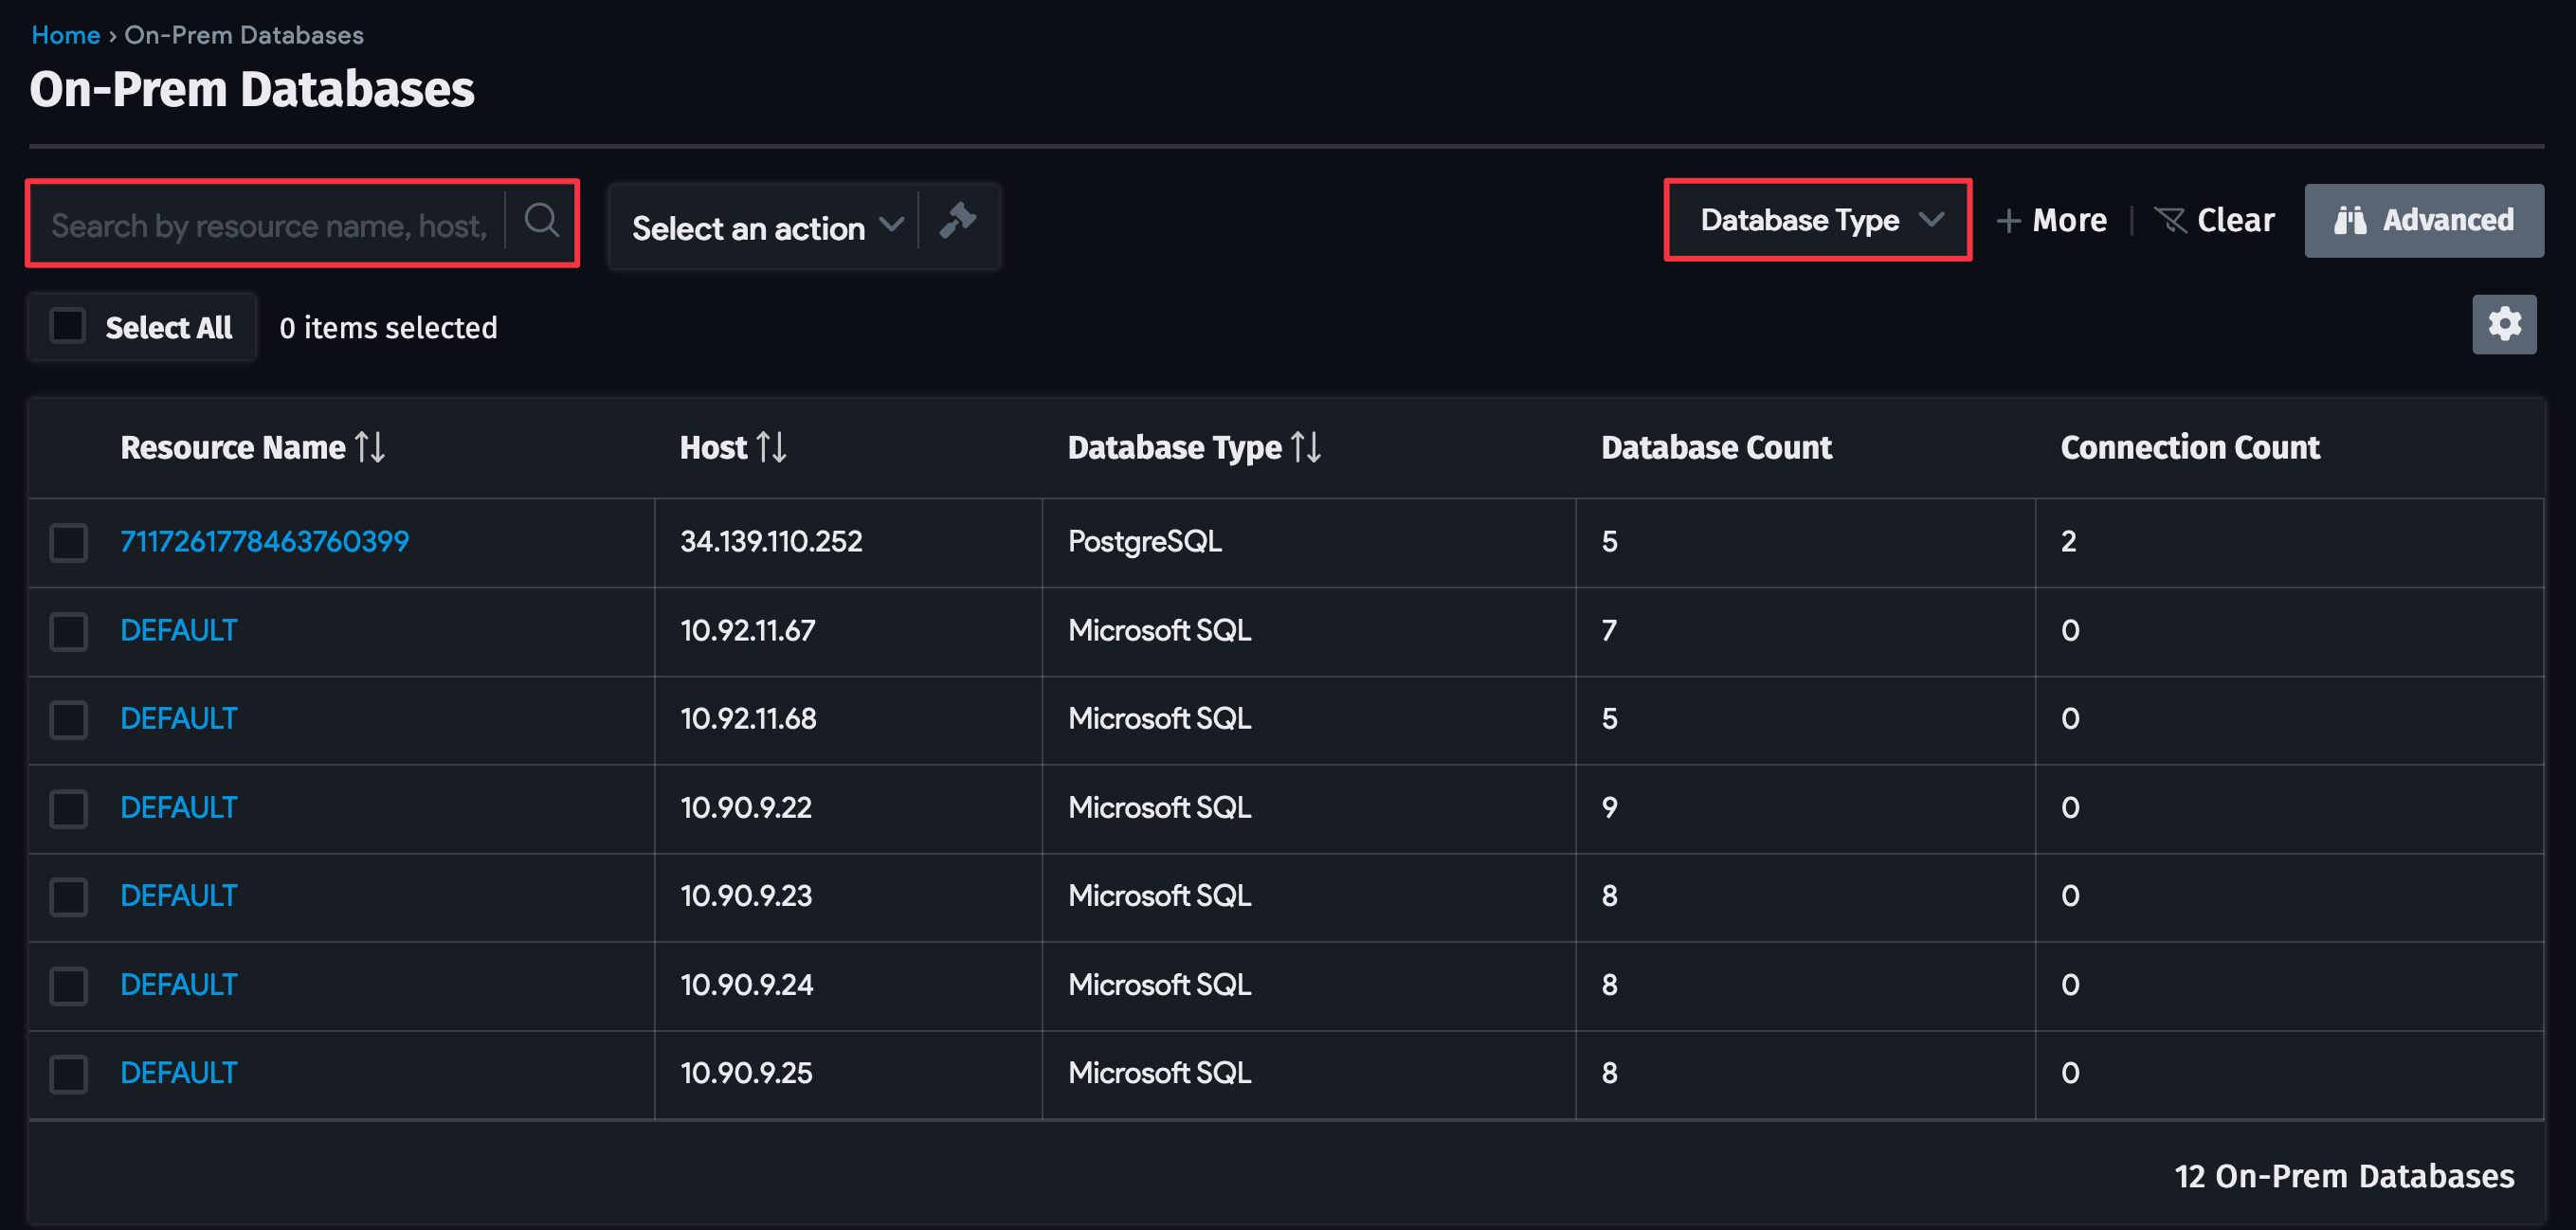 Home › On-Prem Databases
On-Prem Databases
Search by resource name, host,
Select an action
Database Type
+ More | Clear
Advanced
Select All
0 items selected
Resource Name Host Database Type Database Count Connection Count
7117261778463760399 34.139.110.252 PostgreSQL 5 2
DEFAULT 10.92.11.67 Microsoft SQL 7 0
DEFAULT 10.92.11.68 Microsoft SQL 5 0
DEFAULT 10.90.9.22 Microsoft SQL 9 0
DEFAULT 10.90.9.23 Microsoft SQL 8 0
DEFAULT 10.90.9.24 Microsoft SQL 8 0
DEFAULT 10.90.9.25 Microsoft SQL 8 0
12 On-Prem Databases